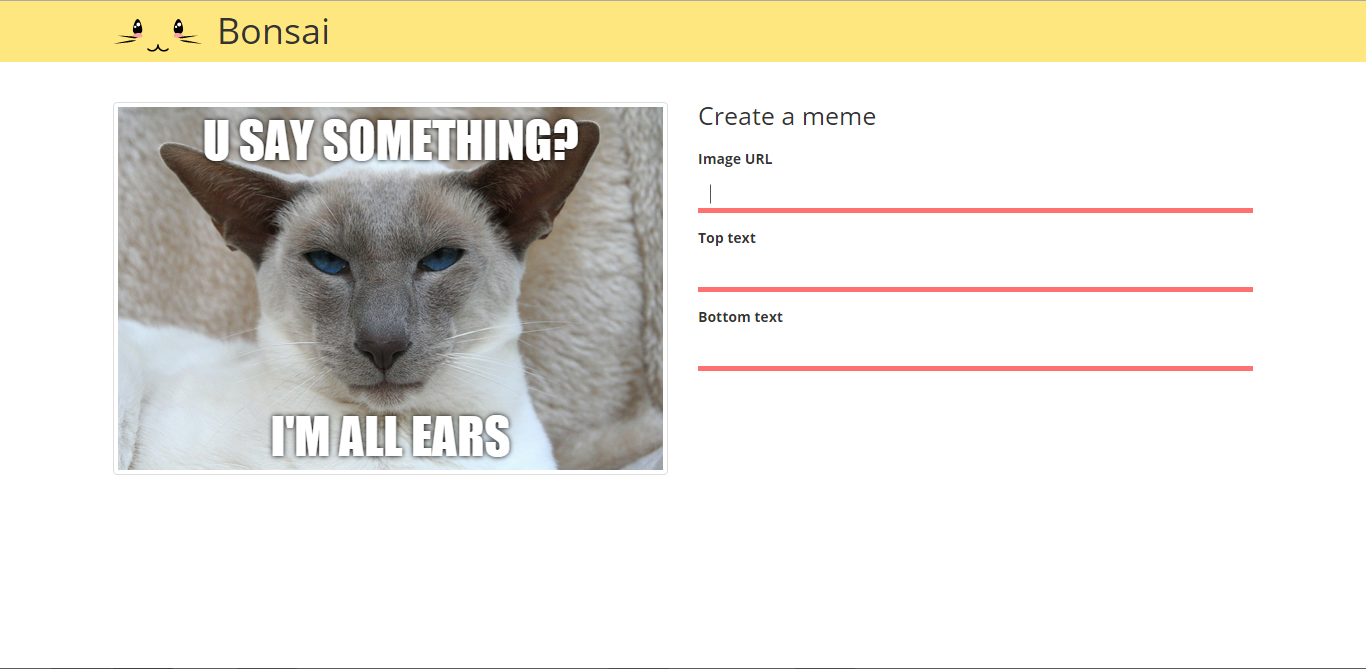 Bonsai
U SAY SOMETHING?
I'M ALL EARS
Create a meme
Image URL
Top text
Bottom text